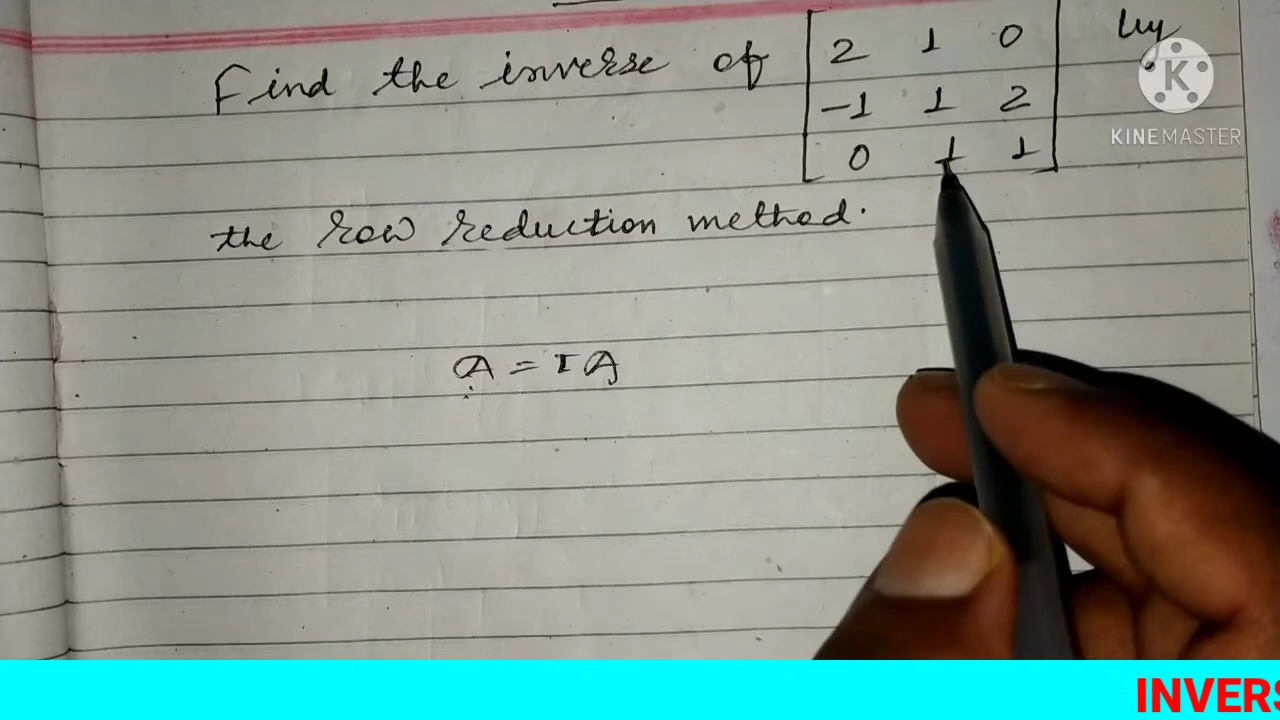 Find the inverse of [ 2 1 0 by
-1 1 2
0 1 1 ]
the row reduction method.
A = IA
KINEMASTER
INVERS